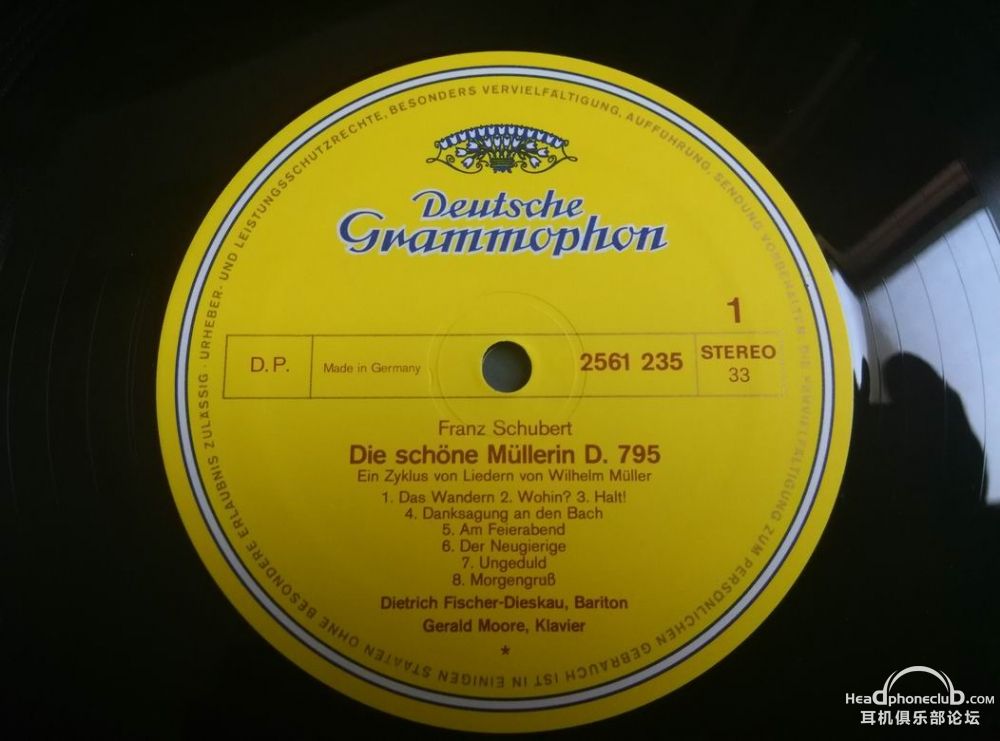 URHEBER- UND LEISTUNGSSCHUTZRECHTE, BESONDERS VERVIELFÄLTIGUNG, AUFFÜHRUNG, SENDUNG VORBEHALTEN · DIE VERVIELFÄLTIGUNG ZUM PERSÖNLICHEN GEBRAUCH IST IN EINIGEN STAATEN OHNE BESONDERE ERLAUBNIS ZULÄSSIG ·
Deutsche
Grammophon
1
D.P.
Made in Germany
2561 235
STEREO
33
Franz Schubert
Die schöne Müllerin D. 795
Ein Zyklus von Liedern von Wilhelm Müller
1. Das Wandern 2. Wohin? 3. Halt!
4. Danksagung an den Bach
5. Am Feierabend
6. Der Neugierige
7. Ungeduld
8. Morgengruß
Dietrich Fischer-Dieskau, Bariton
Gerald Moore, Klavier
*
HeadphoneclUb.com
耳机俱乐部论坛